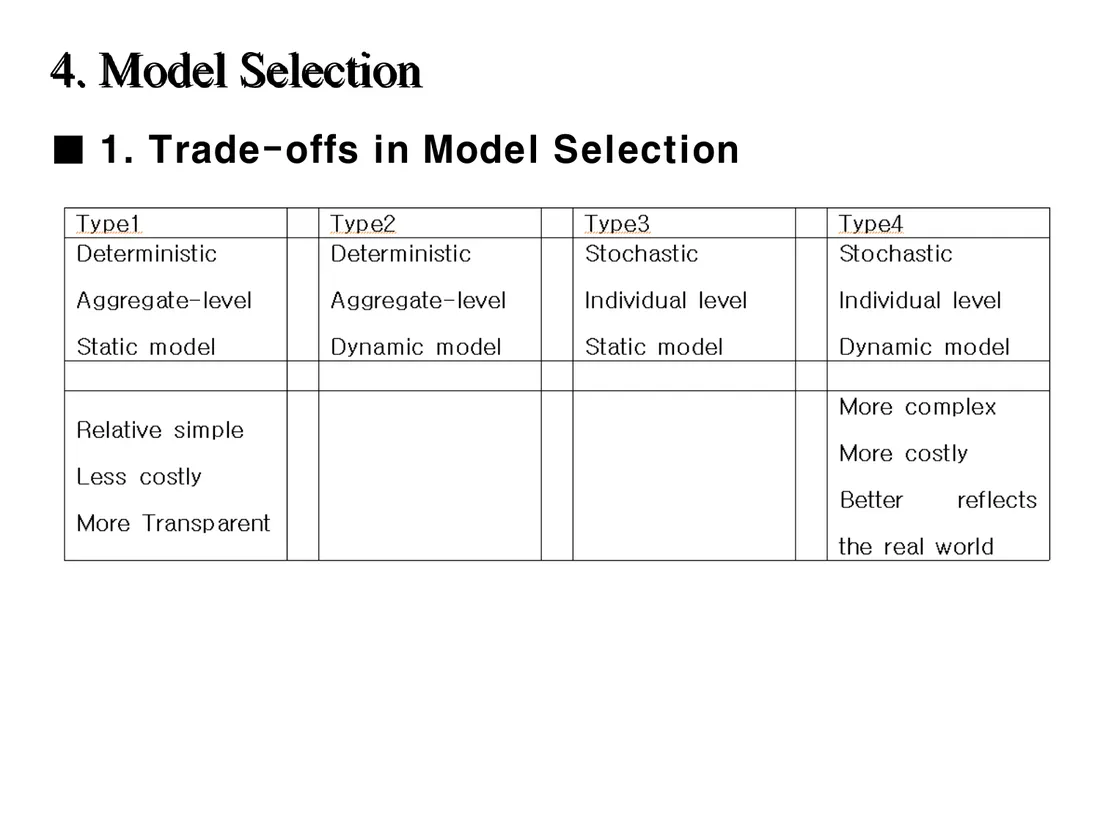 4. Model Selection
■ 1. Trade-offs in Model Selection
Type1 Type2 Type3 Type4
Deterministic Deterministic Stochastic Stochastic
Aggregate-level Aggregate-level Individual level Individual level
Static model Dynamic model Static model Dynamic model
More complex
Relative simple
More costly
Less costly
Better reflects
More Transparent
the real world